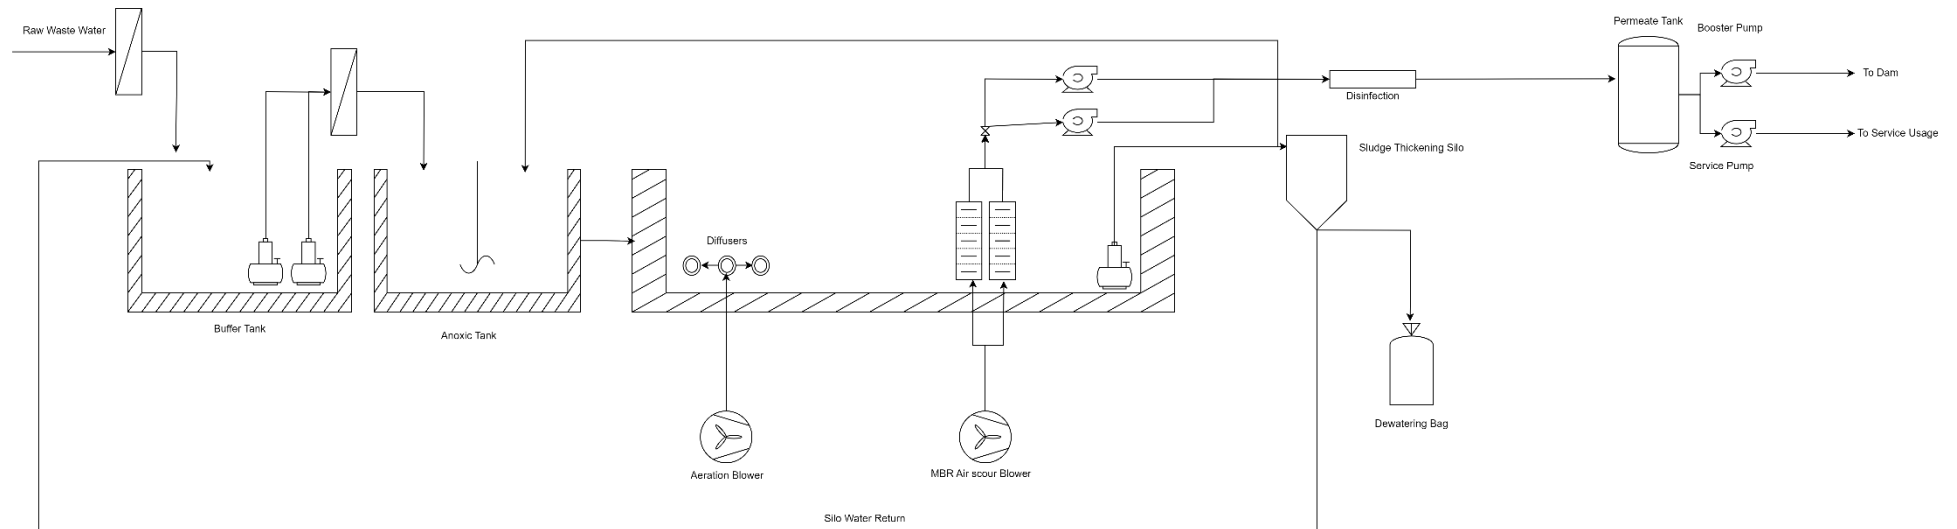 Raw Waste Water
Permeate Tank
Booster Pump
To Dam
Disinfection
To Service Usage
Sludge Thickening Silo
Service Pump
Diffusers
Buffer Tank
Anoxic Tank
Dewatering Bag
Aeration Blower
MBR Air scour Blower
Silo Water Return